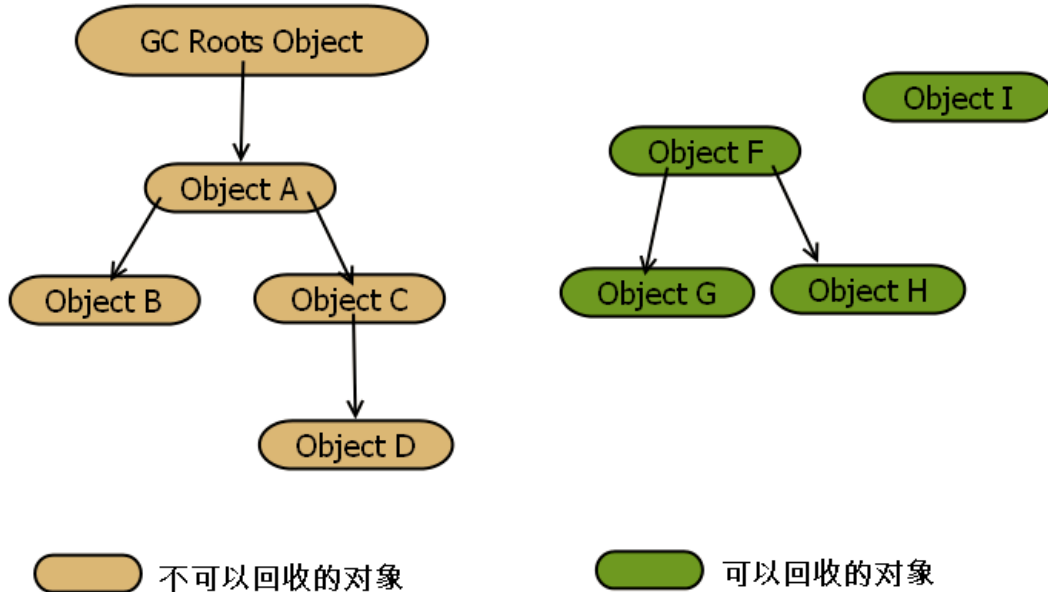 GC Roots Object
Object I
Object F
Object A
Object B
Object C
Object G
Object H
Object D
不可以回收的对象
可以回收的对象